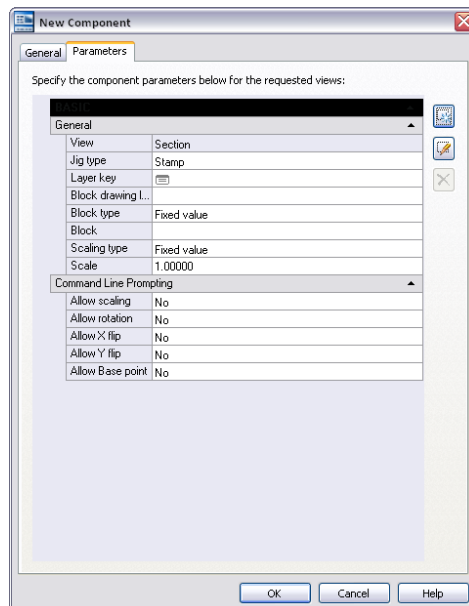 New Component
General Parameters
Specify the component parameters below for the requested views:
BASIC
General
View Section
Jig type Stamp
Layer key
Block drawing l...
Block type Fixed value
Block
Scaling type Fixed value
Scale 1.00000
Command Line Prompting
Allow scaling No
Allow rotation No
Allow X flip No
Allow Y flip No
Allow Base point No
OK Cancel Help